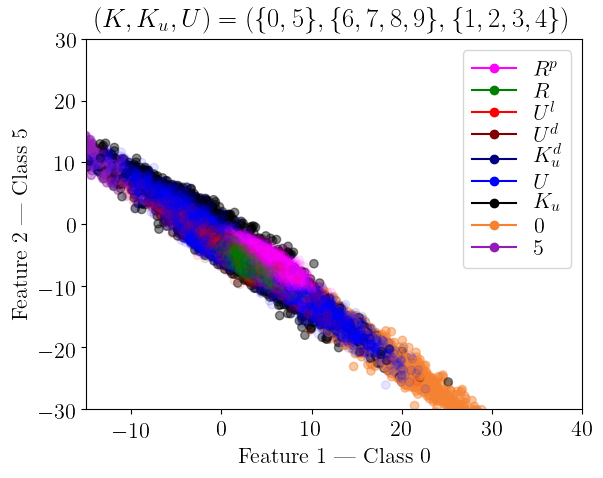 (K, K_u, U) = ({0, 5}, {6, 7, 8, 9}, {1, 2, 3, 4})
30
20
10
0
−10
−20
−30
Feature 2 — Class 5
R^p
R
U^l
U^d
K_u^d
U
K_u
0
5
−10
0
10
20
30
40
Feature 1 — Class 0